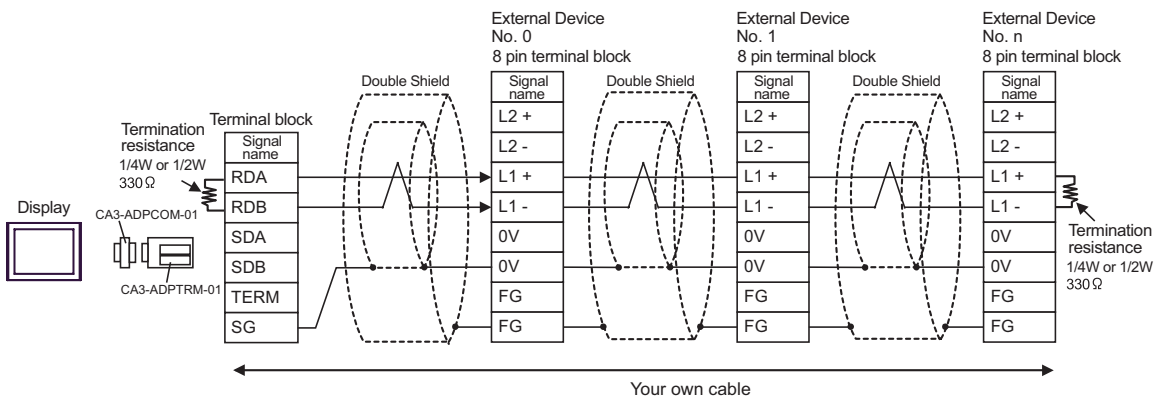 External Device
No. 0
8 pin terminal block
External Device
No. 1
8 pin terminal block
External Device
No. n
8 pin terminal block
Double Shield
Double Shield
Double Shield
Display
CA3-ADPCOM-01
CA3-ADPTRM-01
Termination
resistance
1/4W or 1/2W
330Ω
Terminal block
Signal
name
RDA
RDB
SDA
SDB
TERM
SG
Signal
name
L2 +
L2 -
L1 +
L1 -
0V
0V
FG
FG
Signal
name
L2 +
L2 -
L1 +
L1 -
0V
0V
FG
FG
Signal
name
L2 +
L2 -
L1 +
L1 -
0V
0V
FG
FG
Termination
resistance
1/4W or 1/2W
330Ω
Your own cable